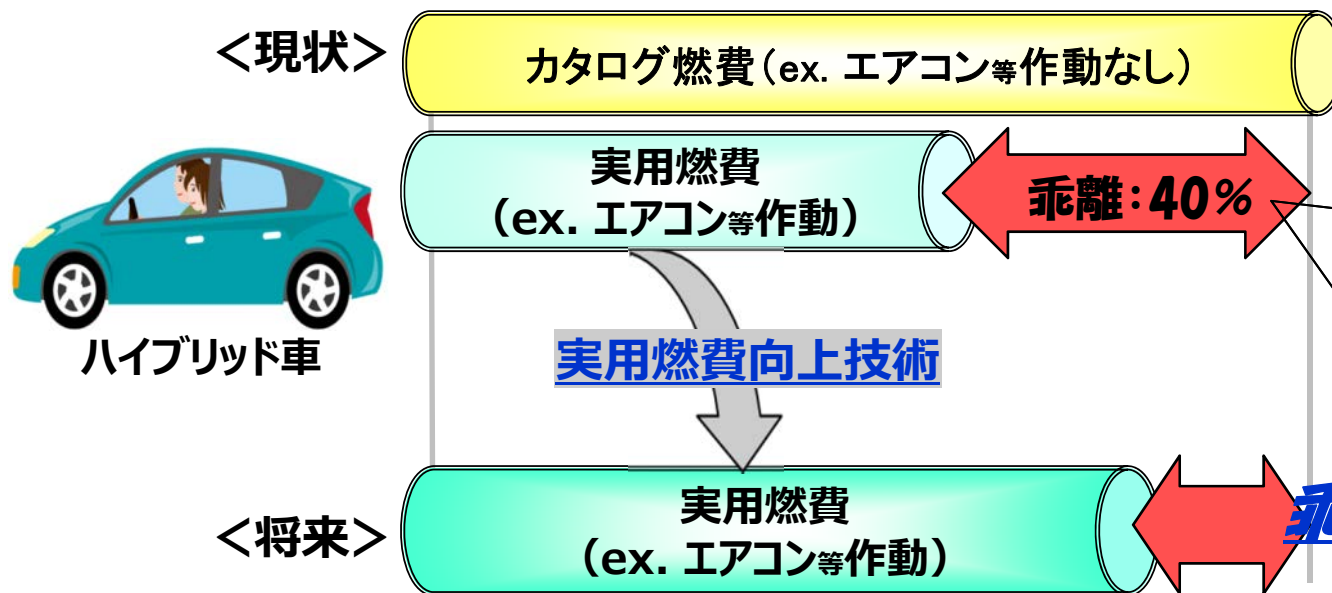 <現状>
カタログ燃費(ex. エアコン等作動なし)
実用燃費
(ex. エアコン等作動)
乖離:40%
ハイブリッド車
実用燃費向上技術
<将来>
実用燃費
(ex. エアコン等作動)